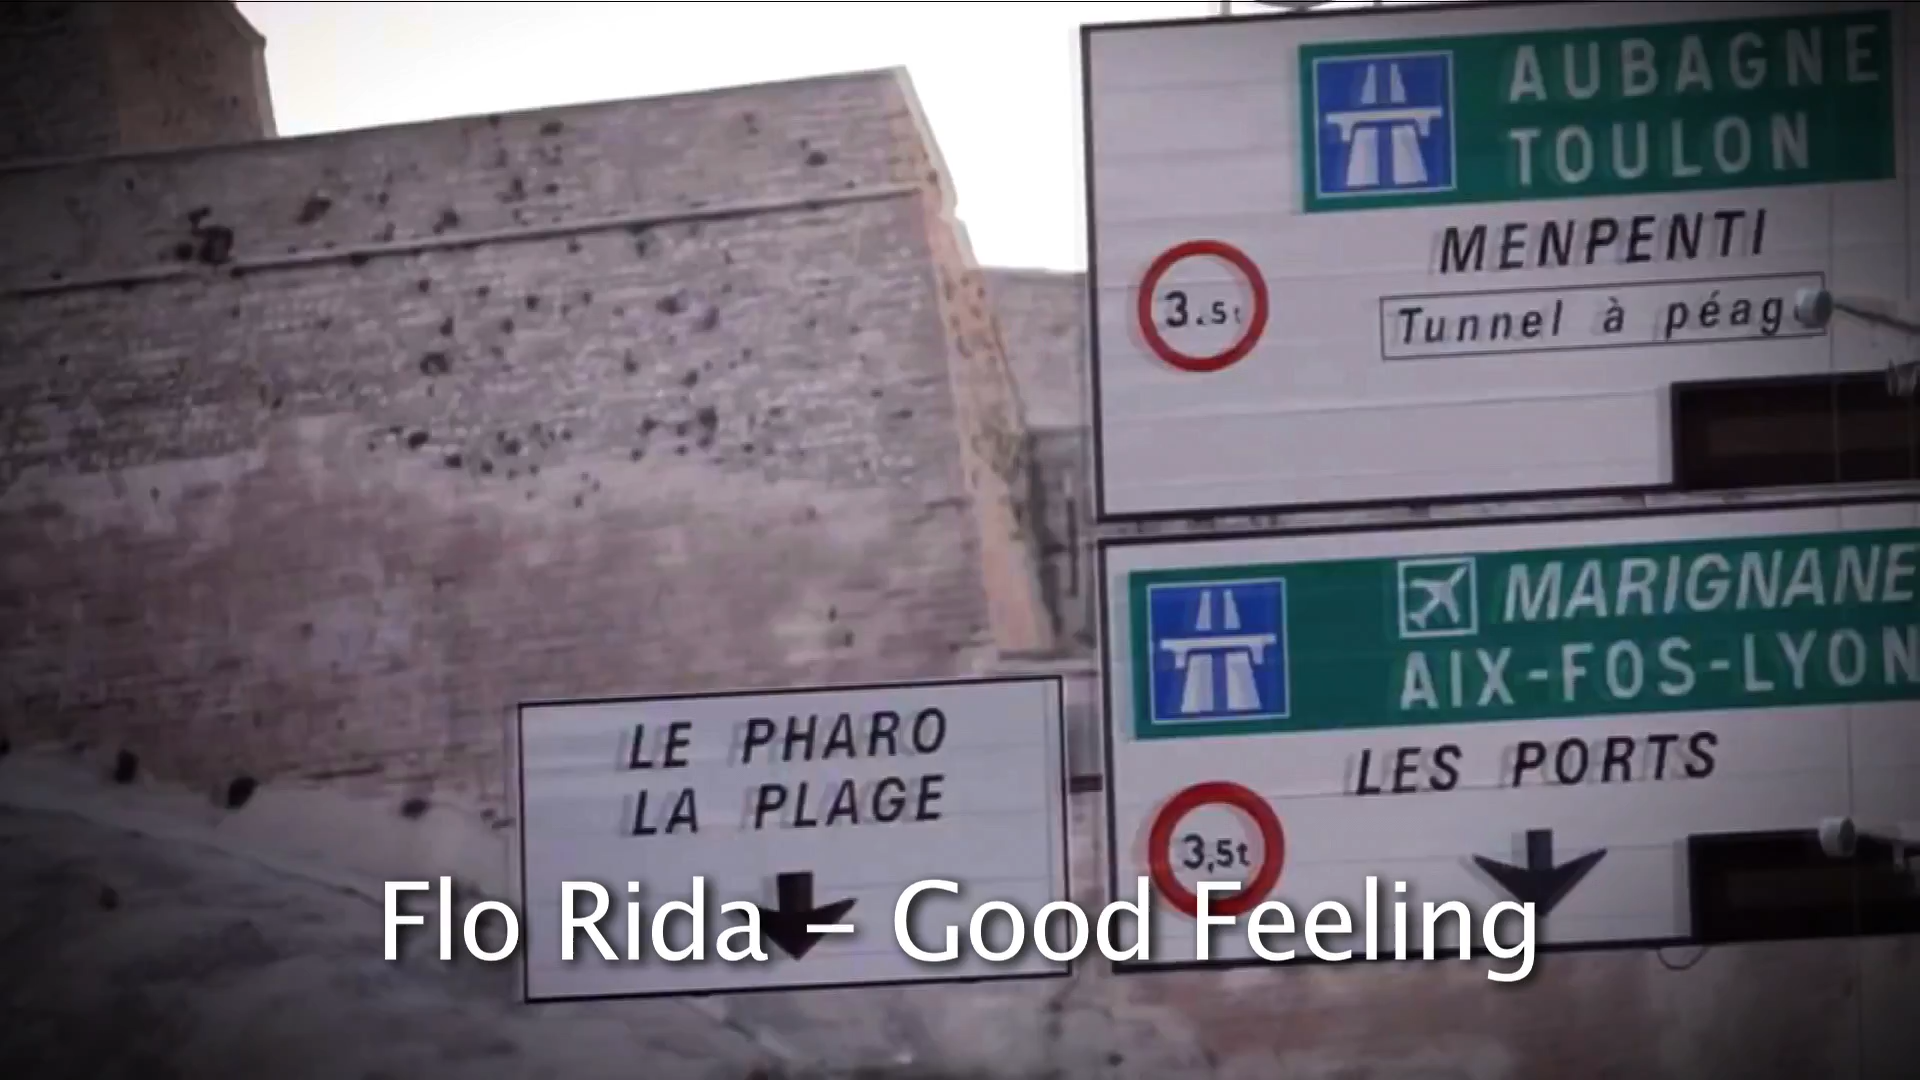 AUBAGNE
TOULON
MENPENTI
3.5t
Tunnel à péag
MARIGNANE
AIX-FOS-LYON
LES PORTS
3,5t
LE PHARO
LA PLAGE
Flo Rida – Good Feeling